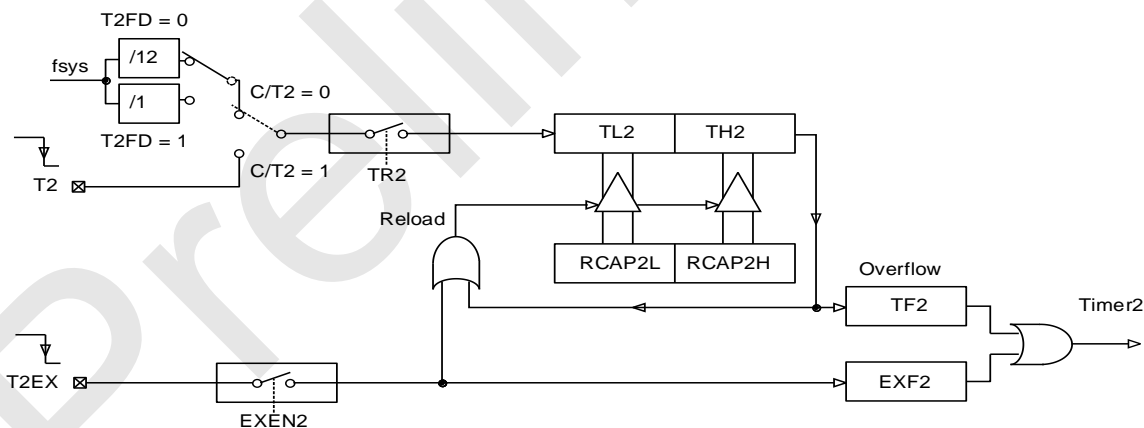 T2FD = 0
/12
fsys
/1
T2FD = 1
C/T2 = 0
C/T2 = 1
T2
TR2
TL2
TH2
Reload
RCAP2L
RCAP2H
Overflow
TF2
Timer2
T2EX
EXEN2
EXF2